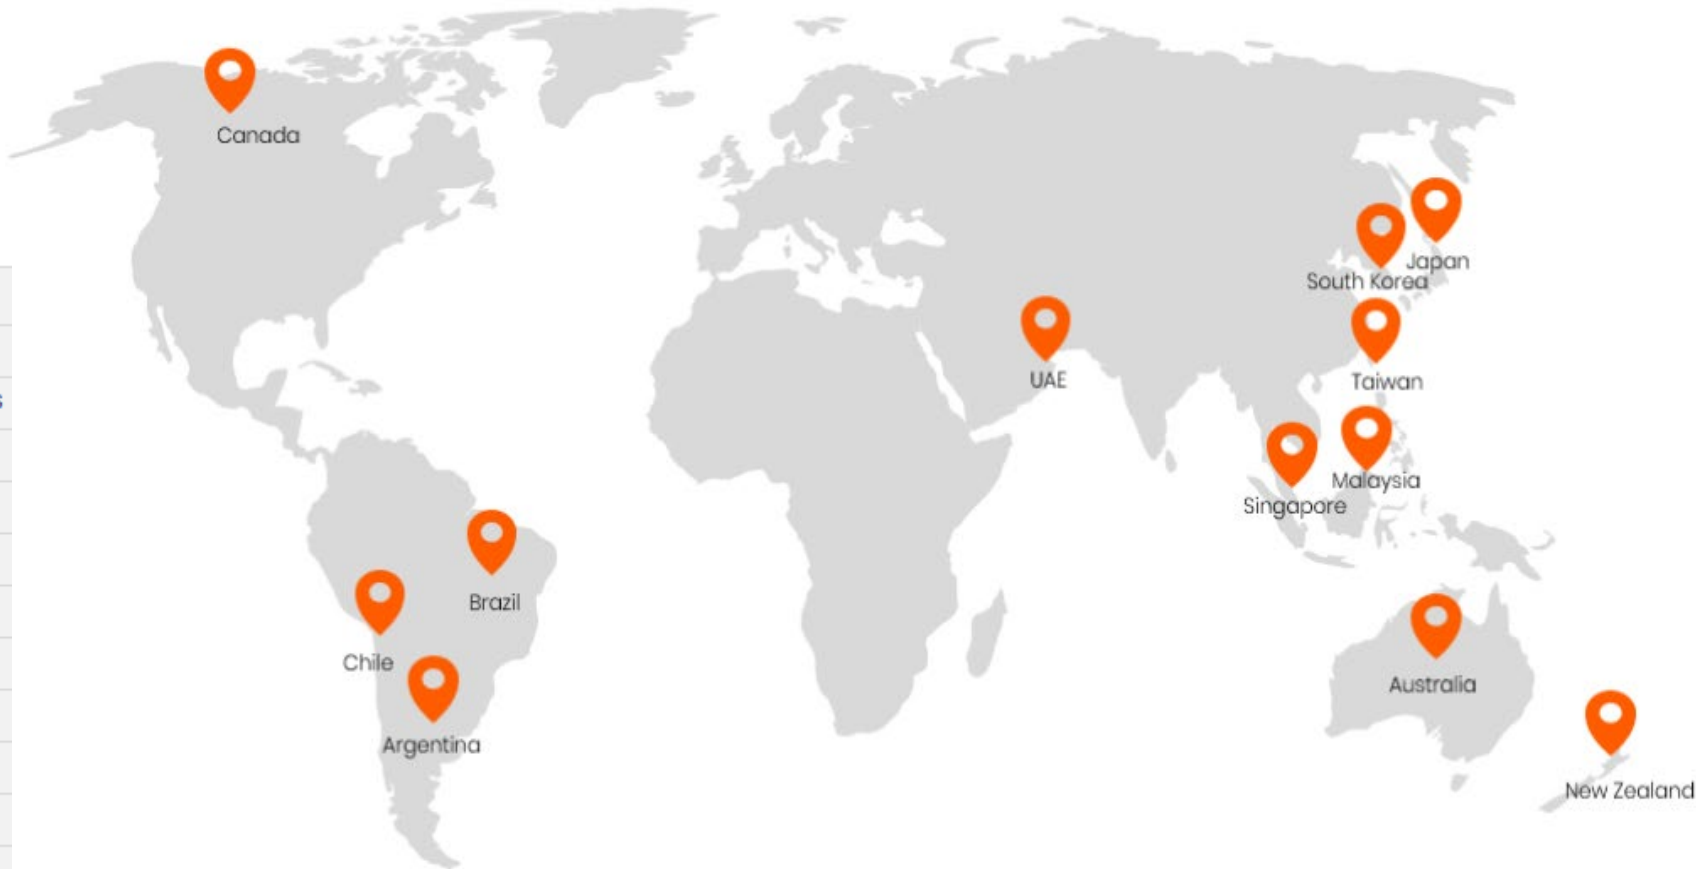 Canada
Japan
South Korea
UAE
Taiwan
Malaysia
Singapore
Brazil
Chile
Australia
Argentina
New Zealand
s